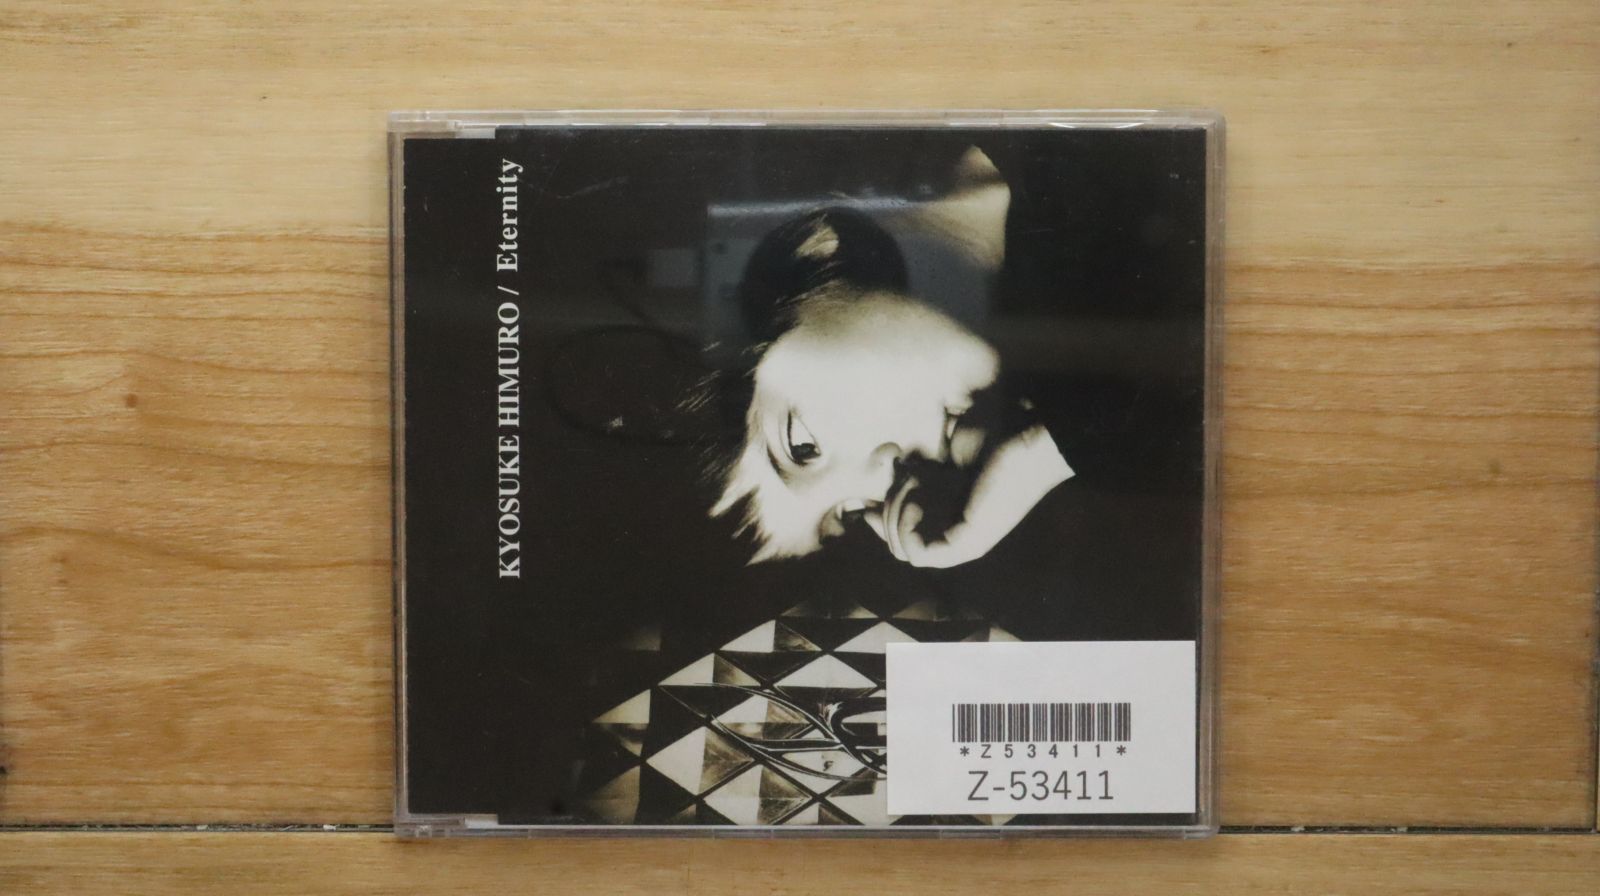 KYOSUKE HIMURO / Eternity
*Z53411*
Z-53411